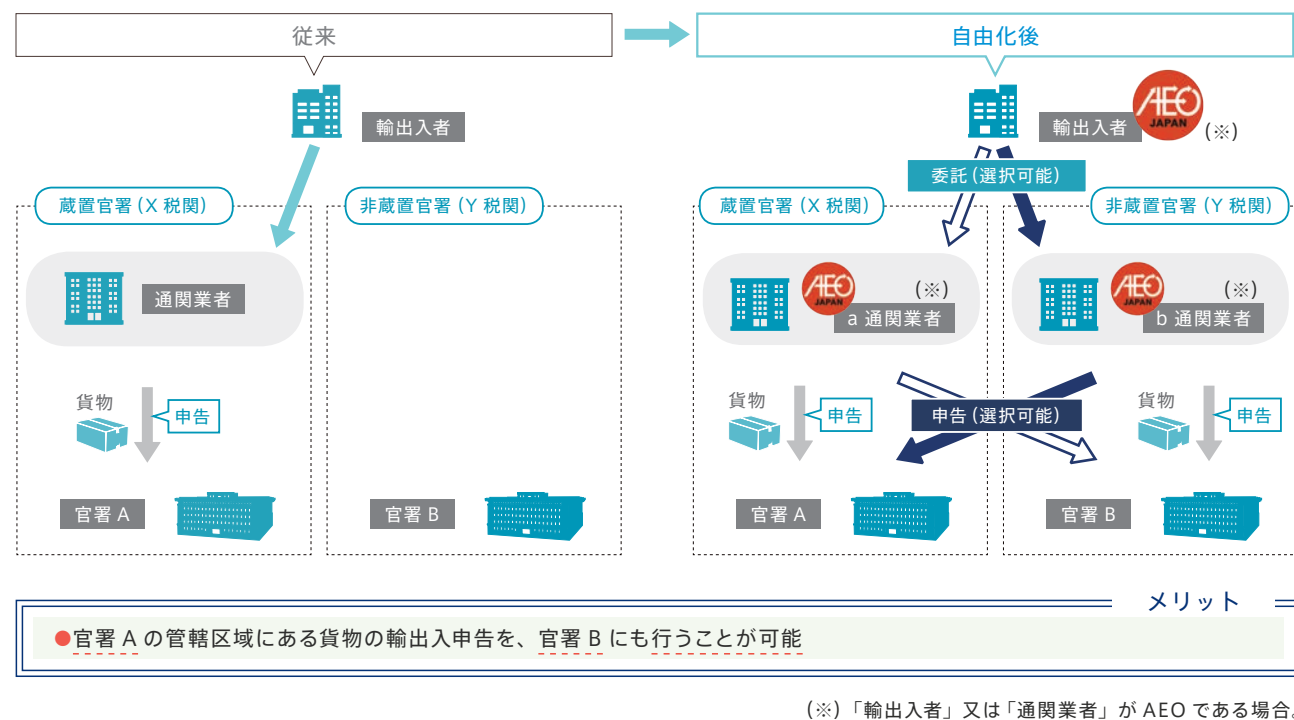 従来
自由化後
輸出入者
輸出入者
AEO
JAPAN
(※)
委託(選択可能)
蔵置官署(X 税関)
非蔵置官署(Y 税関)
蔵置官署(X 税関)
非蔵置官署(Y 税関)
通関業者
AEO
JAPAN
(※)
a 通関業者
AEO
JAPAN
(※)
b 通関業者
貨物
申告
貨物
申告
申告(選択可能)
貨物
申告
官署 A
官署 B
官署 A
官署 B
メリット
●官署 A の管轄区域にある貨物の輸出入申告を、官署 B にも行うことが可能
(※)「輸出入者」又は「通関業者」が AEO である場合。